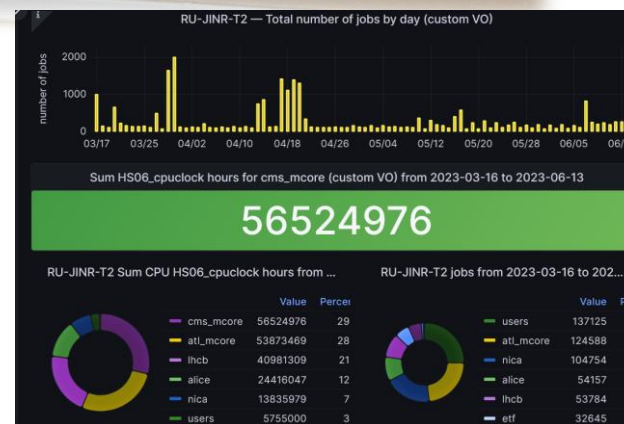 RU-JINR-T2 — Total number of jobs by day (custom VO)
number of jobs
2000
1000
0
03/17 03/25 04/02 04/10 04/18 04/26 05/04 05/12 05/20 05/28 06/05 06/
Sum HS06_cpuclock hours for cms_mcore (custom VO) from 2023-03-16 to 2023-06-13
56524976
RU-JINR-T2 Sum CPU HS06_cpuclock hours from ...
Value Percei
cms_mcore 56524976 29
atl_mcore 53873469 28
lhcb 40981309 21
alice 24416047 12
nica 13835979 7
users 5755000 3
RU-JINR-T2 jobs from 2023-03-16 to 202...
Value
users 137125
atl_mcore 124588
nica 104754
alice 54157
lhcb 53784
etf 32645